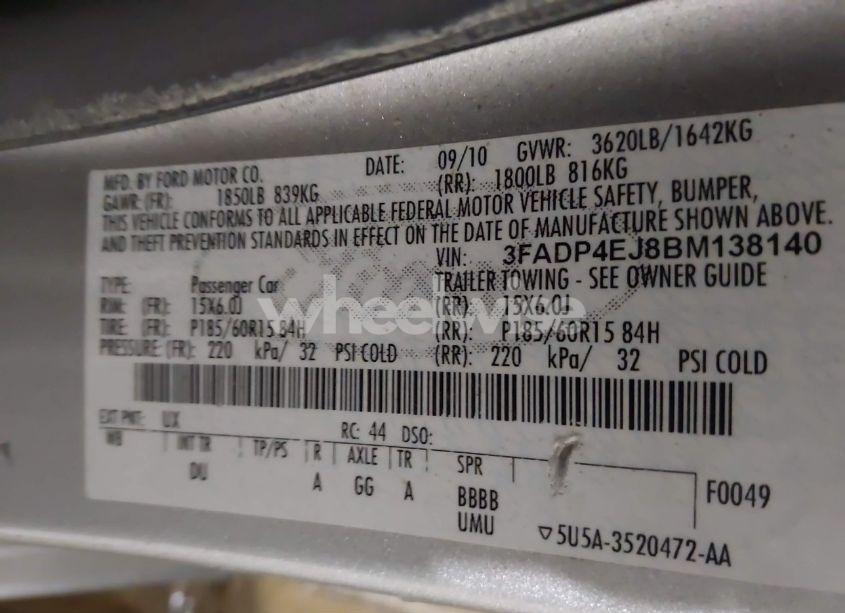 MFD. BY FORD MOTOR CO. DATE: 09/10 GVWR: 3620LB/1642KG
GAWR: (FR): 1850LB 839KG (RR): 1800LB 816KG
THIS VEHICLE CONFORMS TO ALL APPLICABLE FEDERAL MOTOR VEHICLE SAFETY, BUMPER,
AND THEFT PREVENTION STANDARDS IN EFFECT ON THE DATE OF MANUFACTURE SHOWN ABOVE.
VIN: 3FADP4EJ8BM138140
TYPE: Passenger Car TRAILER TOWING - SEE OWNER GUIDE
RIM: (FR): 15X6.0J (RR): 15X6.0J
TIRE: (FR): P185/60R15 84H (RR): P185/60R15 84H
PRESSURE: (FR): 220 kPa/ 32 PSI COLD (RR): 220 kPa/ 32 PSI COLD
wheelwise
EXT PNT: UX RC: 44 DSO:
WB INT TR TP/PS R AXLE TR SPR F0049
DU A GG A BBBB
UMU
5U5A-3520472-AA